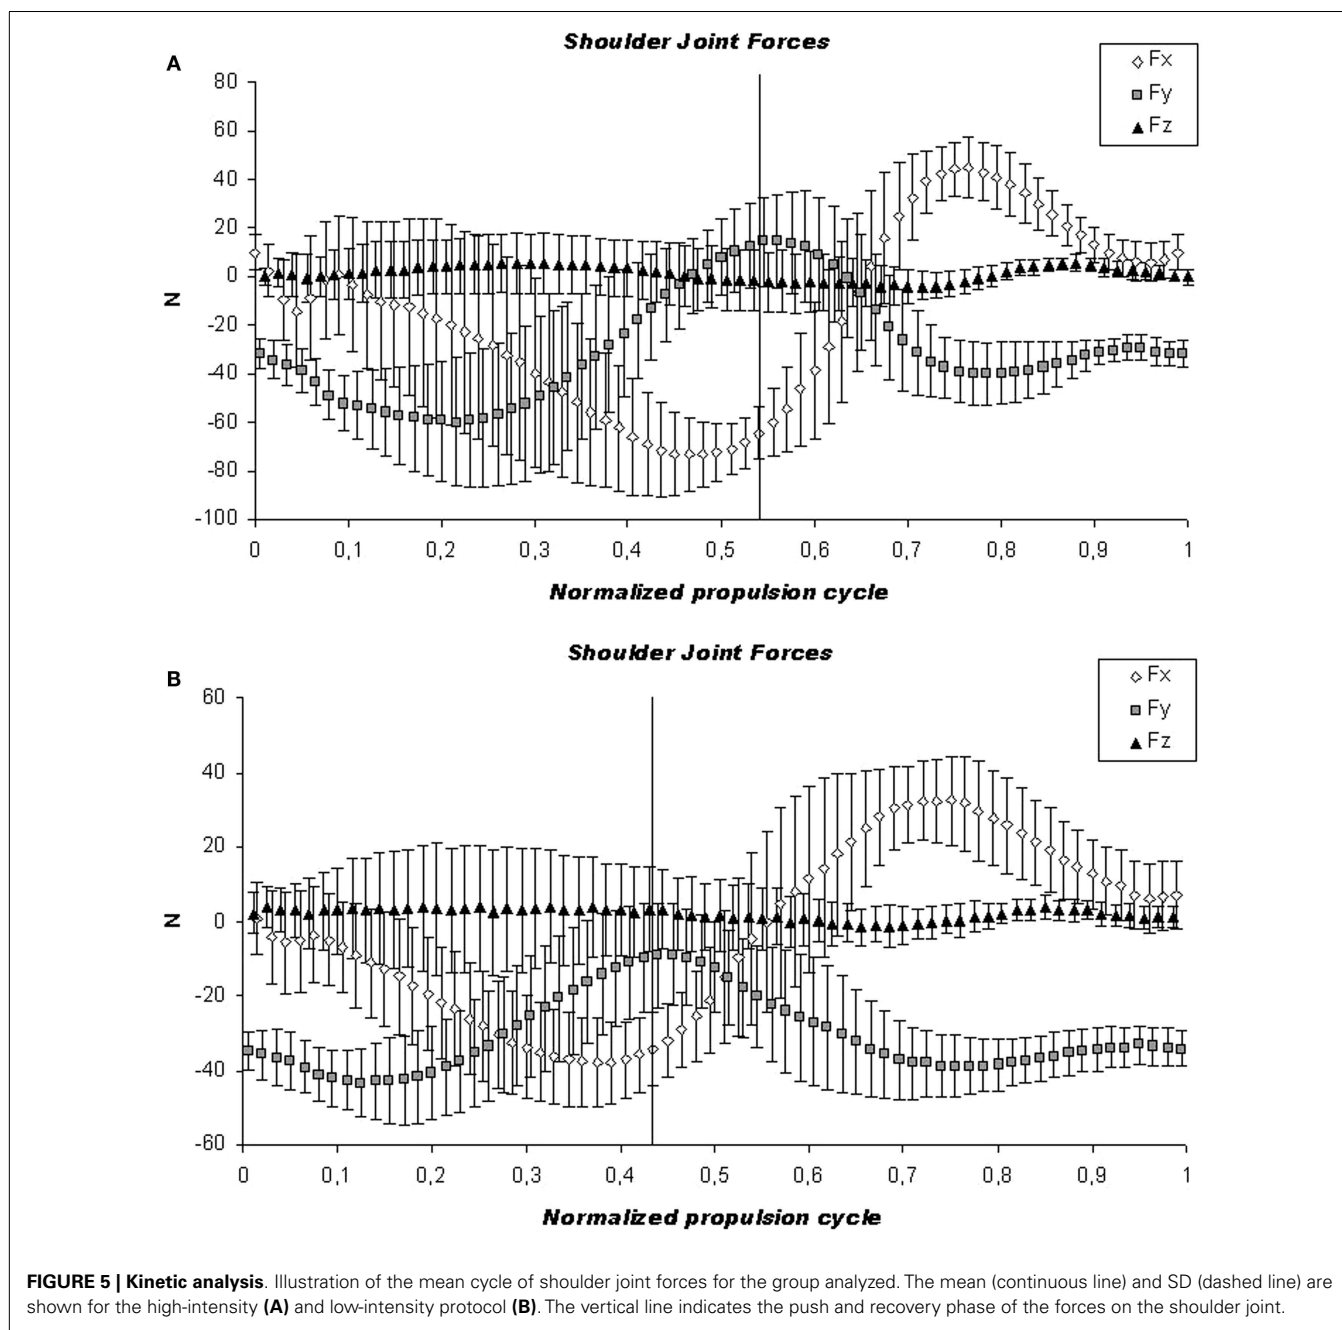 Shoulder Joint Forces
A
Fx
Fy
Fz
80
60
40
20
0
-20
-40
-60
-80
-100
N
0 0,1 0,2 0,3 0,4 0,5 0,6 0,7 0,8 0,9 1
Normalized propulsion cycle
Shoulder Joint Forces
B
Fx
Fy
Fz
60
40
20
0
-20
-40
-60
N
0 0,1 0,2 0,3 0,4 0,5 0,6 0,7 0,8 0,9 1
Normalized propulsion cycle
FIGURE 5 | Kinetic analysis. Illustration of the mean cycle of shoulder joint forces for the group analyzed. The mean (continuous line) and SD (dashed line) are
shown for the high-intensity (A) and low-intensity protocol (B). The vertical line indicates the push and recovery phase of the forces on the shoulder joint.